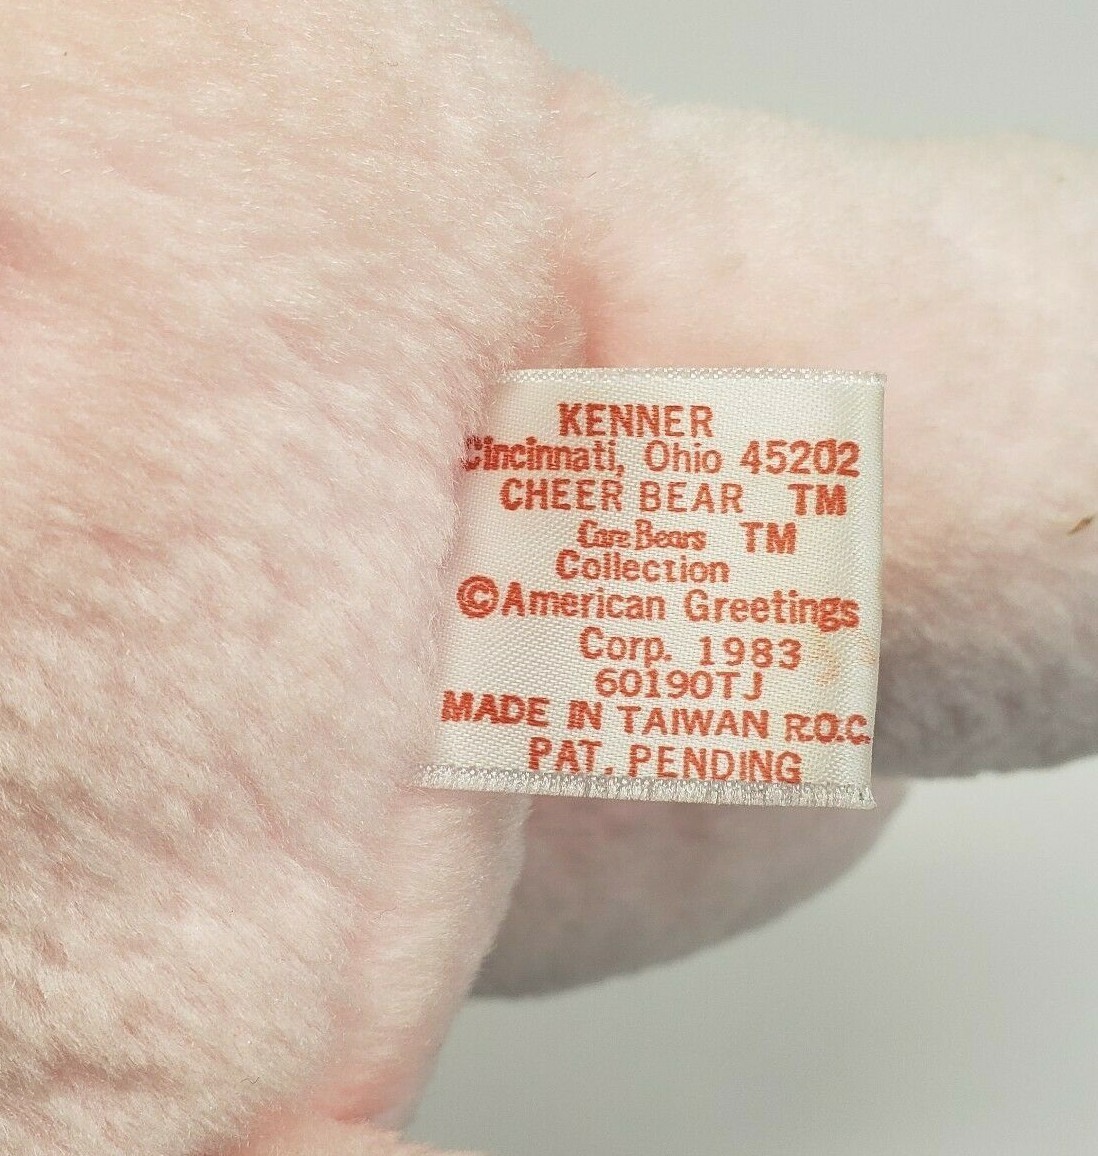 KENNER
Cincinnati, Ohio 45202
CHEER BEAR TM
Care Bears TM
Collection
©American Greetings
Corp. 1983
60190TJ
MADE IN TAIWAN R.O.C.
PAT. PENDING